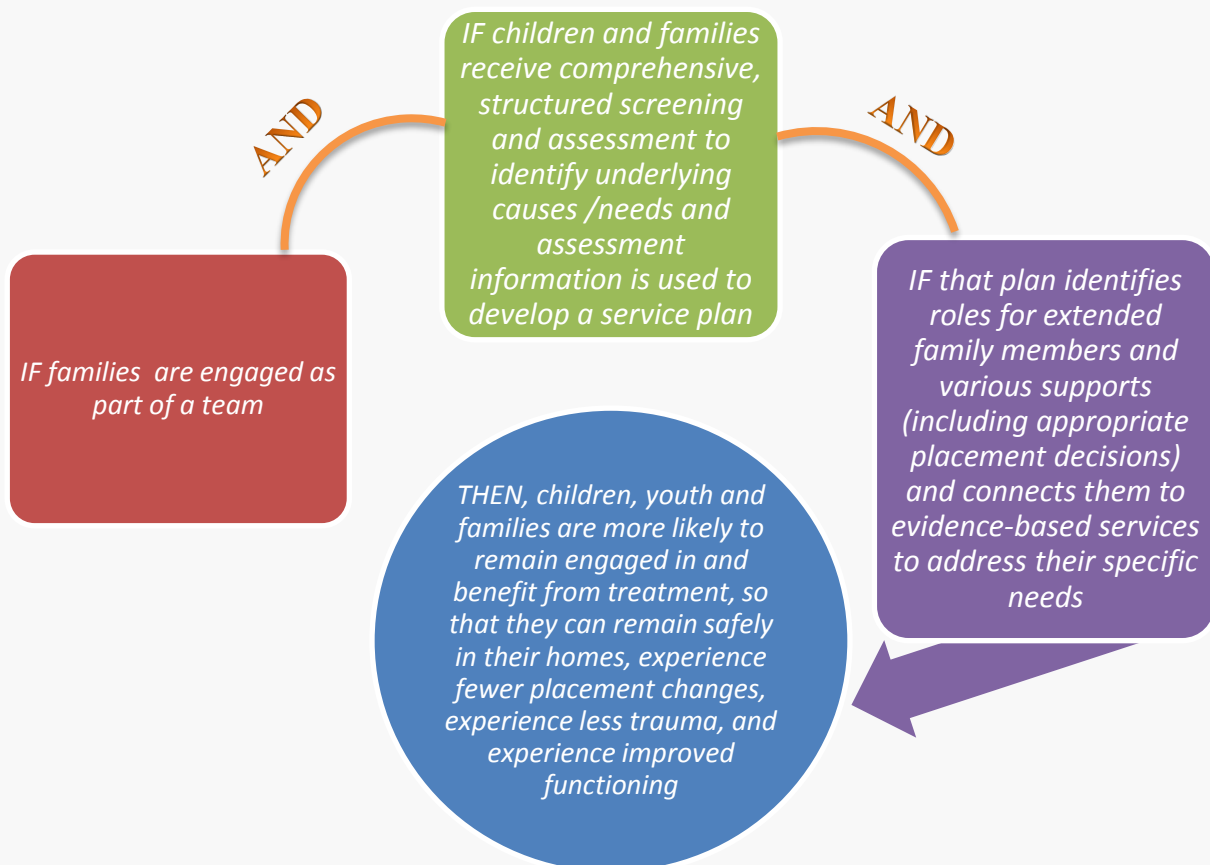 IF families  are engaged as
part of a team
AND
IF children and families
receive comprehensive,
structured screening
and assessment to
identify underlying
causes /needs and
assessment
information is used to
develop a service plan
AND
IF that plan identifies
roles for extended
family members and
various supports
(including appropriate
placement decisions)
and connects them to
evidence-based services
to address their specific
needs
THEN, children, youth and
families are more likely to
remain engaged in and
benefit from treatment, so
that they can remain safely
in their homes, experience
fewer placement changes,
experience less trauma, and
experience improved
functioning